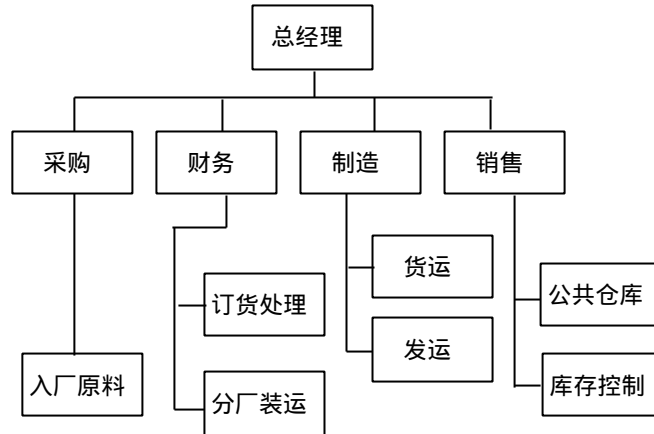 总经理
采购
财务
制造
销售
货运
订货处理
公共仓库
发运
入厂原料
分厂装运
库存控制